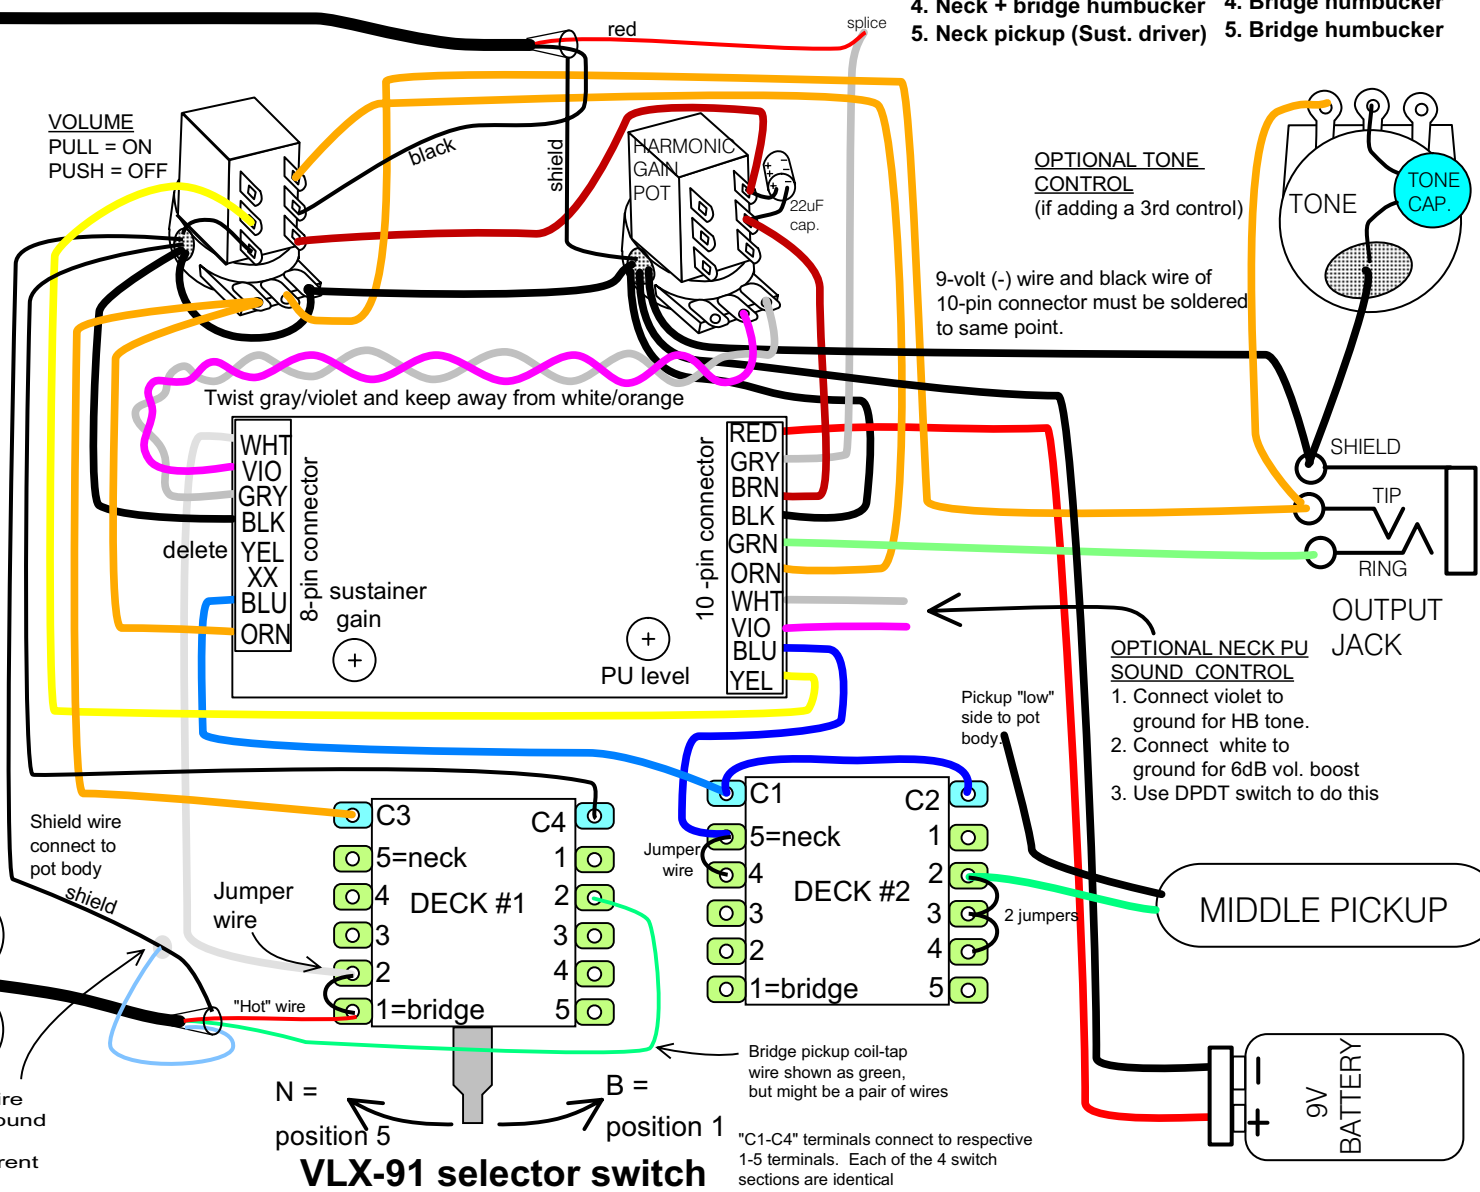 4. Neck + bridge humbucker
5. Neck pickup (Sust. driver)
4. Bridge humbucker
5. Bridge humbucker
red
splice
VOLUME
PULL = ON
PUSH = OFF
black
shield
HARMONIC
GAIN
POT
22uF
cap.
OPTIONAL TONE
CONTROL
(if adding a 3rd control)
TONE
TONE
CAP.
9-volt (-) wire and black wire of
10-pin connector must be soldered
to same point.
Twist gray/violet and keep away from white/orange
WHT
VIO
GRY
BLK
YEL
XX
BLU
ORN
delete
8-pin connector
sustainer
gain
PU level
10 -pin connector
RED
GRY
BRN
BLK
GRN
ORN
WHT
VIO
BLU
YEL
SHIELD
TIP
RING
OUTPUT
JACK
OPTIONAL NECK PU
SOUND CONTROL
1. Connect violet to
ground for HB tone.
2. Connect white to
ground for 6dB vol. boost
3. Use DPDT switch to do this
Pickup "low"
side to pot
body.
Shield wire
connect to
pot body
shield
Jumper
wire
"Hot" wire
C3
5=neck
4
3
2
1=bridge
DECK #1
C4
1
2
3
4
5
Jumper
wire
C1
5=neck
4
3
2
1=bridge
DECK #2
C2
1
2
3
4
5
2 jumpers
MIDDLE PICKUP
Bridge pickup coil-tap
wire shown as green,
but might be a pair of wires
N =
position 5
B =
position 1
VLX-91 selector switch
"C1-C4" terminals connect to respective
1-5 terminals. Each of the 4 switch
sections are identical
9V
BATTERY